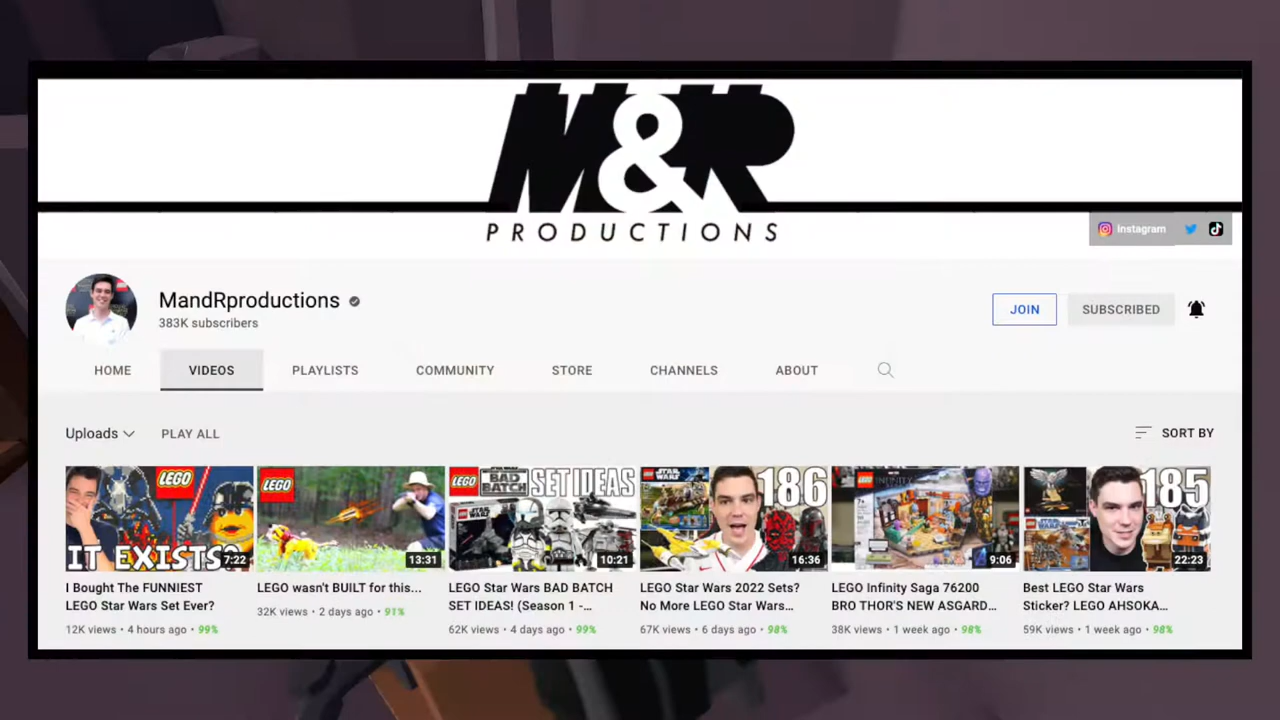 M&R
PRODUCTIONS
Instagram
MandRproductions
383K subscribers
JOIN
SUBSCRIBED
HOME
VIDEOS
PLAYLISTS
COMMUNITY
STORE
CHANNELS
ABOUT
Uploads
PLAY ALL
SORT BY
LEGO
IT EXISTS?
7:22
I Bought The FUNNIEST
LEGO Star Wars Set Ever?
12K views • 4 hours ago • 99%
LEGO
13:31
LEGO wasn't BUILT for this...
32K views • 2 days ago • 91%
LEGO
BAD BATCH
SET IDEAS
10:21
LEGO Star Wars BAD BATCH
SET IDEAS! (Season 1 -...
62K views • 4 days ago • 99%
STAR WARS
186
16:36
LEGO Star Wars 2022 Sets?
No More LEGO Star Wars...
67K views • 6 days ago • 98%
INFINITY
9:06
LEGO Infinity Saga 76200
BRO THOR'S NEW ASGARD...
38K views • 1 week ago • 98%
185
22:23
Best LEGO Star Wars
Sticker? LEGO AHSOKA...
59K views • 1 week ago • 98%